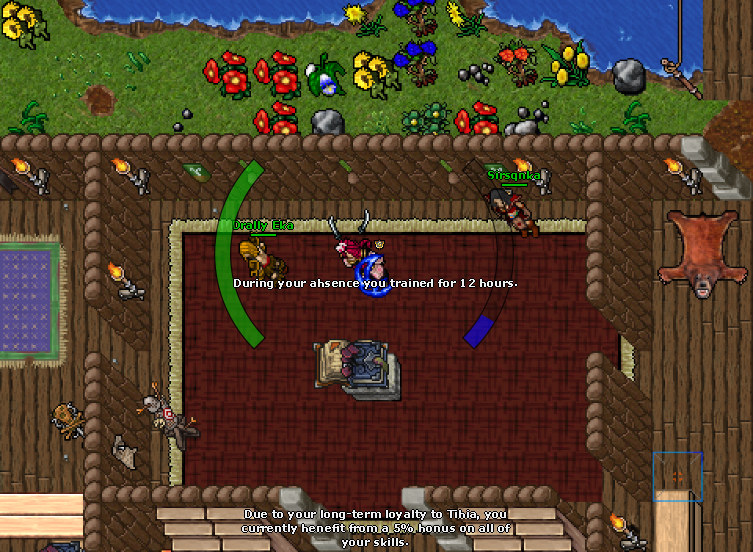 Sirsqnka
Drally Eka
During your absence you trained for 12 hours.
Due to your long-term loyalty to Tibia, you
currently benefit from a 5% bonus on all of
your skills.